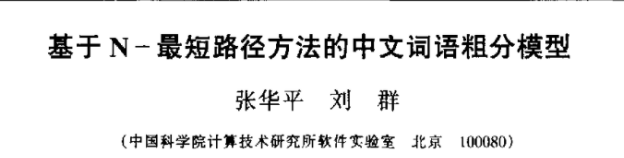 基于 N-最短路径方法的中文词语粗分模型
张华平 刘 群
(中国科学院计算技术研究所软件实验室 北京 100080)